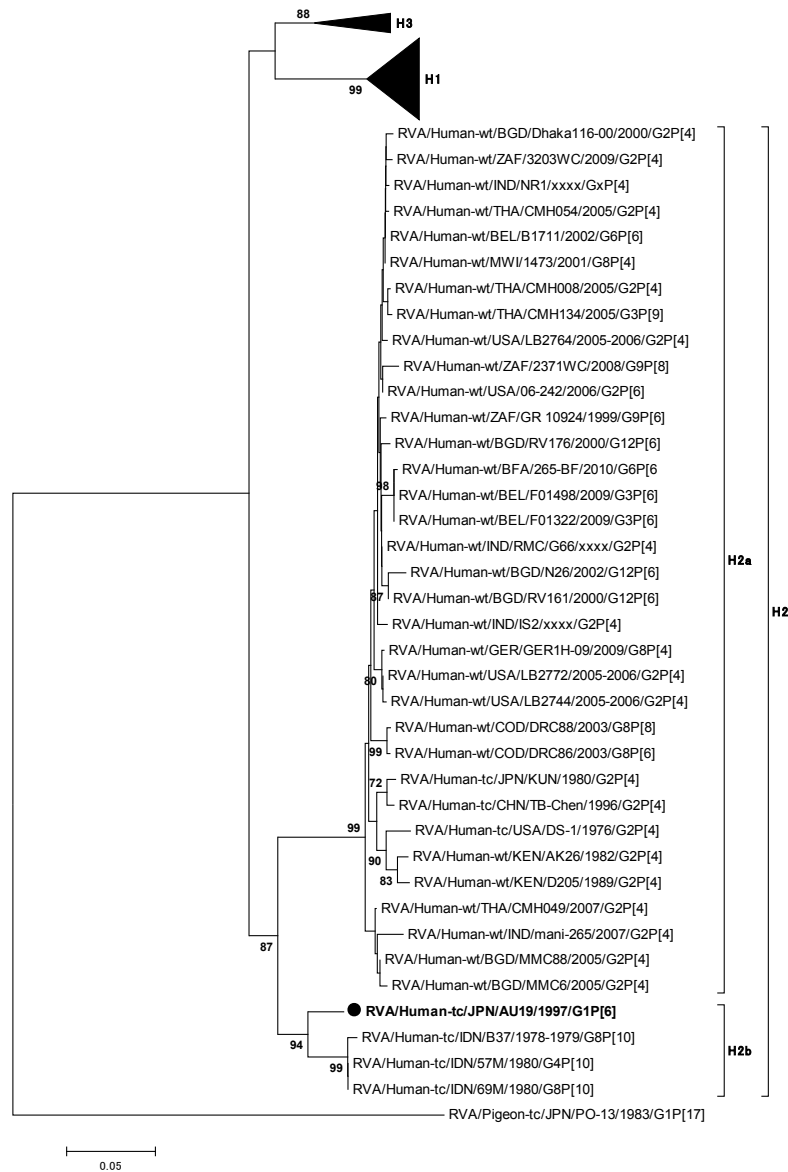 88
H3
H1
99
RVA/Human-wt/BGD/Dhaka116-00/2000/G2P[4]
RVA/Human-wt/ZAF/3203WC/2009/G2P[4]
RVA/Human-wt/IND/NR1/xxxx/GxP[4]
RVA/Human-wt/THA/CMH054/2005/G2P[4]
RVA/Human-wt/BEL/B1711/2002/G6P[6]
RVA/Human-wt/MWI/1473/2001/G8P[4]
RVA/Human-wt/THA/CMH008/2005/G2P[4]
RVA/Human-wt/THA/CMH134/2005/G3P[9]
RVA/Human-wt/USA/LB2764/2005-2006/G2P[4]
RVA/Human-wt/ZAF/2371WC/2008/G9P[8]
RVA/Human-wt/USA/06-242/2006/G2P[6]
RVA/Human-wt/ZAF/GR 10924/1999/G9P[6]
RVA/Human-wt/BGD/RV176/2000/G12P[6]
RVA/Human-wt/BFA/265-BF/2010/G6P[6
98
RVA/Human-wt/BEL/F01498/2009/G3P[6]
RVA/Human-wt/BEL/F01322/2009/G3P[6]
RVA/Human-wt/IND/RMC/G66/xxxx/G2P[4]
H2a
RVA/Human-wt/BGD/N26/2002/G12P[6]
87
RVA/Human-wt/BGD/RV161/2000/G12P[6]
H2
RVA/Human-wt/IND/IS2/xxxx/G2P[4]
RVA/Human-wt/GER/GER1H-09/2009/G8P[4]
80
RVA/Human-wt/USA/LB2772/2005-2006/G2P[4]
RVA/Human-wt/USA/LB2744/2005-2006/G2P[4]
RVA/Human-wt/COD/DRC88/2003/G8P[8]
99
RVA/Human-wt/COD/DRC86/2003/G8P[6]
72
RVA/Human-tc/JPN/KUN/1980/G2P[4]
RVA/Human-tc/CHN/TB-Chen/1996/G2P[4]
99
RVA/Human-tc/USA/DS-1/1976/G2P[4]
90
RVA/Human-wt/KEN/AK26/1982/G2P[4]
83
RVA/Human-wt/KEN/D205/1989/G2P[4]
RVA/Human-wt/THA/CMH049/2007/G2P[4]
RVA/Human-wt/IND/mani-265/2007/G2P[4]
87
RVA/Human-wt/BGD/MMC88/2005/G2P[4]
RVA/Human-wt/BGD/MMC6/2005/G2P[4]
RVA/Human-tc/JPN/AU19/1997/G1P[6]
94
RVA/Human-tc/IDN/B37/1978-1979/G8P[10]
H2b
99
RVA/Human-tc/IDN/57M/1980/G4P[10]
RVA/Human-tc/IDN/69M/1980/G8P[10]
RVA/Pigeon-tc/JPN/PO-13/1983/G1P[17]
0.05